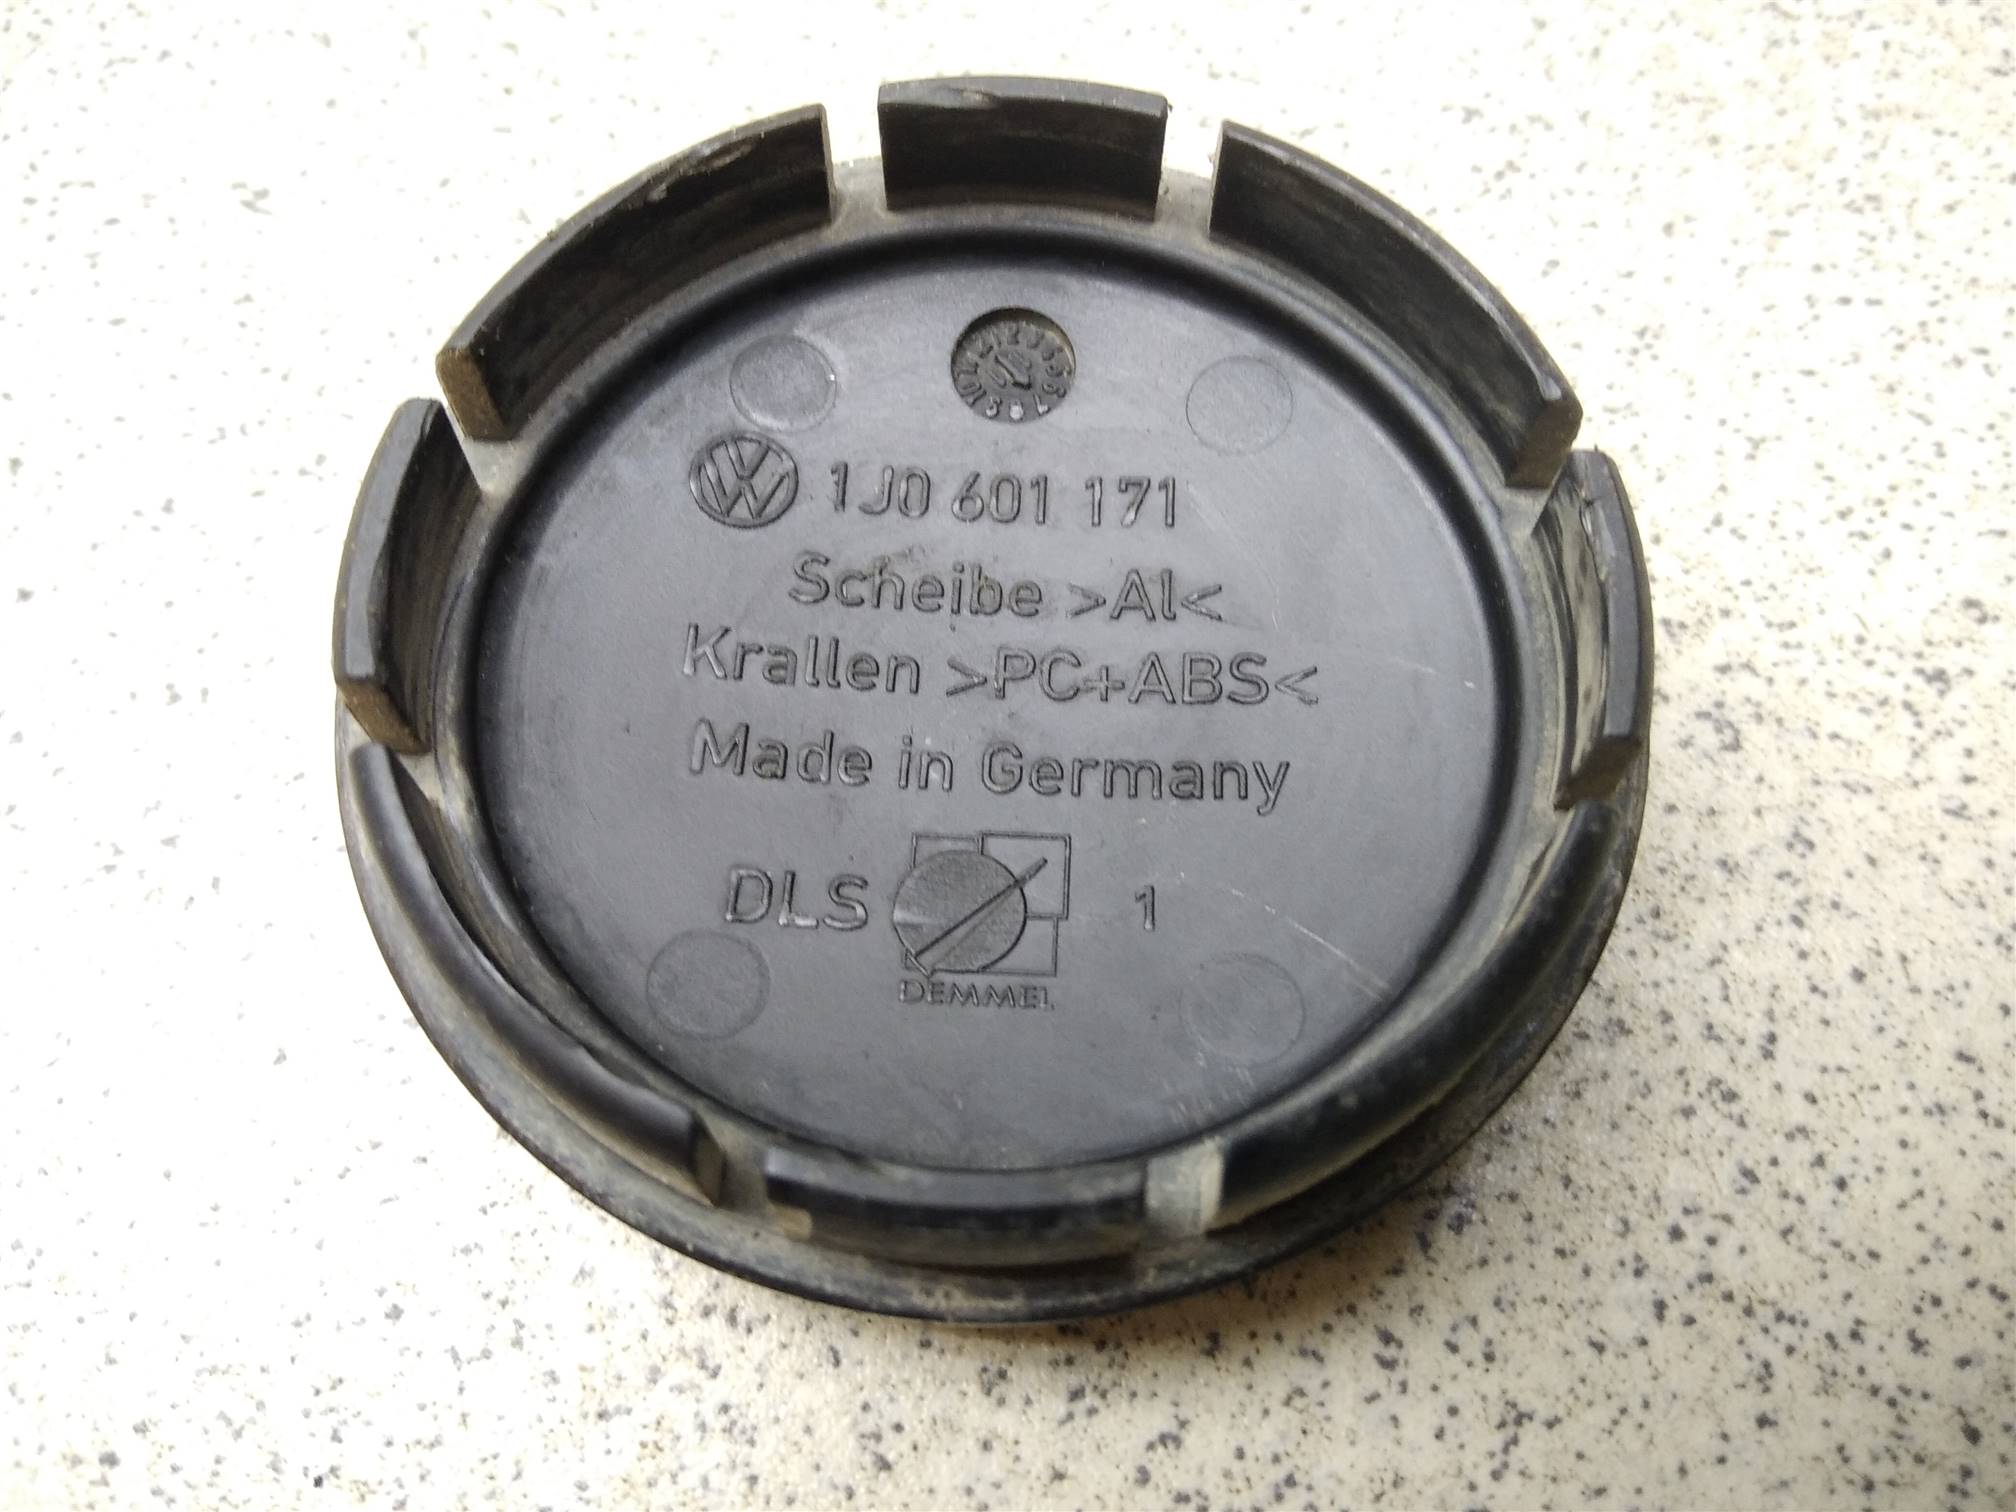 1J0 601 171
Scheibe >Al<
Krallen >PC+ABS<
Made in Germany
DLS 1
DEMMEL